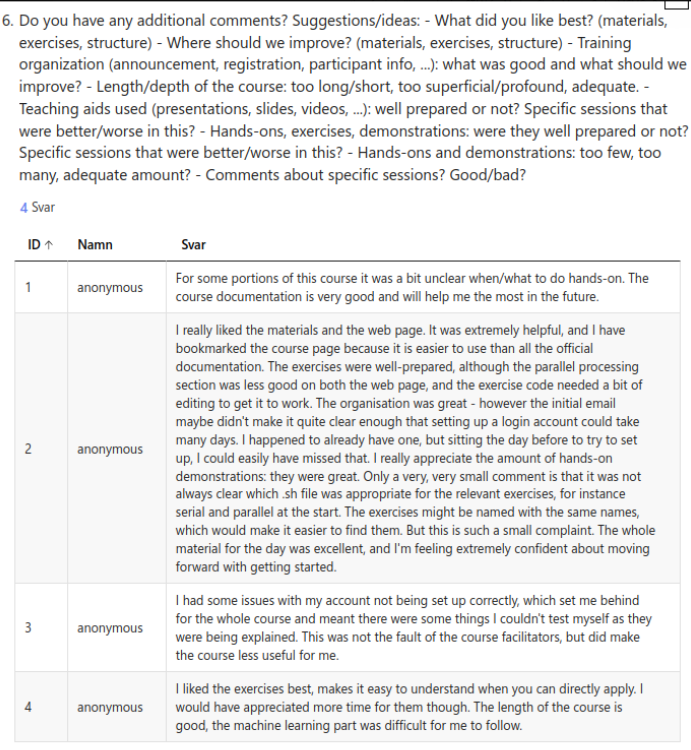 6. Do you have any additional comments? Suggestions/ideas: - What did you like best? (materials,
exercises, structure) - Where should we improve? (materials, exercises, structure) - Training
organization (announcement, registration, participant info, ...): what was good and what should we
improve? - Length/depth of the course: too long/short, too superficial/profound, adequate. -
Teaching aids used (presentations, slides, videos, ...): well prepared or not? Specific sessions that
were better/worse in this? - Hands-ons, exercises, demonstrations: were they well prepared or not?
Specific sessions that were better/worse in this? - Hands-ons and demonstrations: too few, too
many, adequate amount? - Comments about specific sessions? Good/bad?
4 Svar
ID ↑ Namn Svar
1 anonymous
For some portions of this course it was a bit unclear when/what to do hands-on. The
course documentation is very good and will help me the most in the future.
2 anonymous
I really liked the materials and the web page. It was extremely helpful, and I have
bookmarked the course page because it is easier to use than all the official
documentation. The exercises were well-prepared, although the parallel processing
section was less good on both the web page, and the exercise code needed a bit of
editing to get it to work. The organisation was great - however the initial email
maybe didn't make it quite clear enough that setting up a login account could take
many days. I happened to already have one, but sitting the day before to try to set
up, I could easily have missed that. I really appreciate the amount of hands-on
demonstrations: they were great. Only a very, very small comment is that it was not
always clear which .sh file was appropriate for the relevant exercises, for instance
serial and parallel at the start. The exercises might be named with the same names,
which would make it easier to find them. But this is such a small complaint. The whole
material for the day was excellent, and I'm feeling extremely confident about moving
forward with getting started.
3 anonymous
I had some issues with my account not being set up correctly, which set me behind
for the whole course and meant there were some things I couldn't test myself as they
were being explained. This was not the fault of the course facilitators, but did make
the course less useful for me.
4 anonymous
I liked the exercises best, makes it easy to understand when you can directly apply. I
would have appreciated more time for them though. The length of the course is
good, the machine learning part was difficult for me to follow.